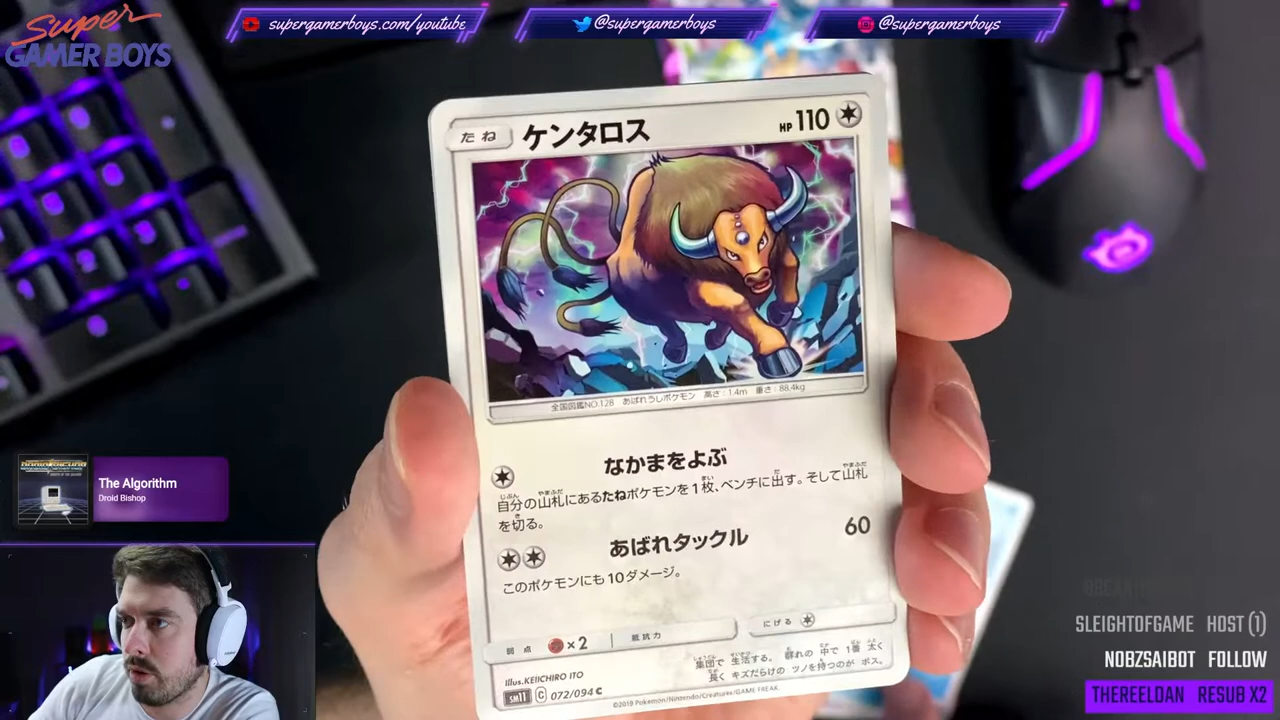 Super
GAMER BOYS
supergamerboys.com/youtube
@supergamerboys
@supergamerboys
たね ケンタロス HP 110
全国図鑑NO.128 あばれうしポケモン 高さ:1.4m 重さ:88.4kg
なかまをよぶ
自分の山札にあるたねポケモンを1枚、ベンチに出す。そして山札
を切る。
あばれタックル 60
このポケモンにも10ダメージ。
弱点 ×2 抵抗力 にげる
集団で生活する。群れの中で1番太く
長くキズだらけのツノを持つのがボス。
Illus.KEIICHIRO ITO
sm11 C 072/094 C
©2019 Pokémon/Nintendo/Creatures/GAME FREAK.
The Algorithm
Droid Bishop
SLEIGHTOFGAME HOST (1)
NOBZSAIBOT FOLLOW
THEREELDAN RESUB X2